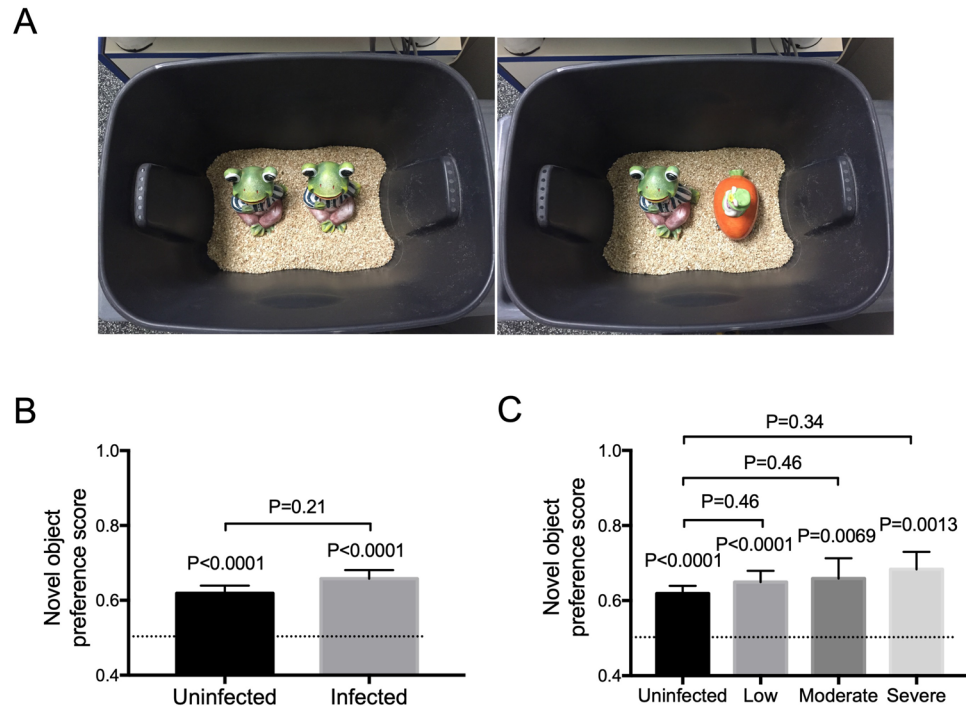 A
B
Novel object
preference score
1.0
0.8
0.6
0.4
P=0.21
P<0.0001
P<0.0001
Uninfected
Infected
C
Novel object
preference score
1.0
0.8
0.6
0.4
P=0.34
P=0.46
P=0.46
P<0.0001
P<0.0001
P=0.0069
P=0.0013
Uninfected
Low
Moderate
Severe